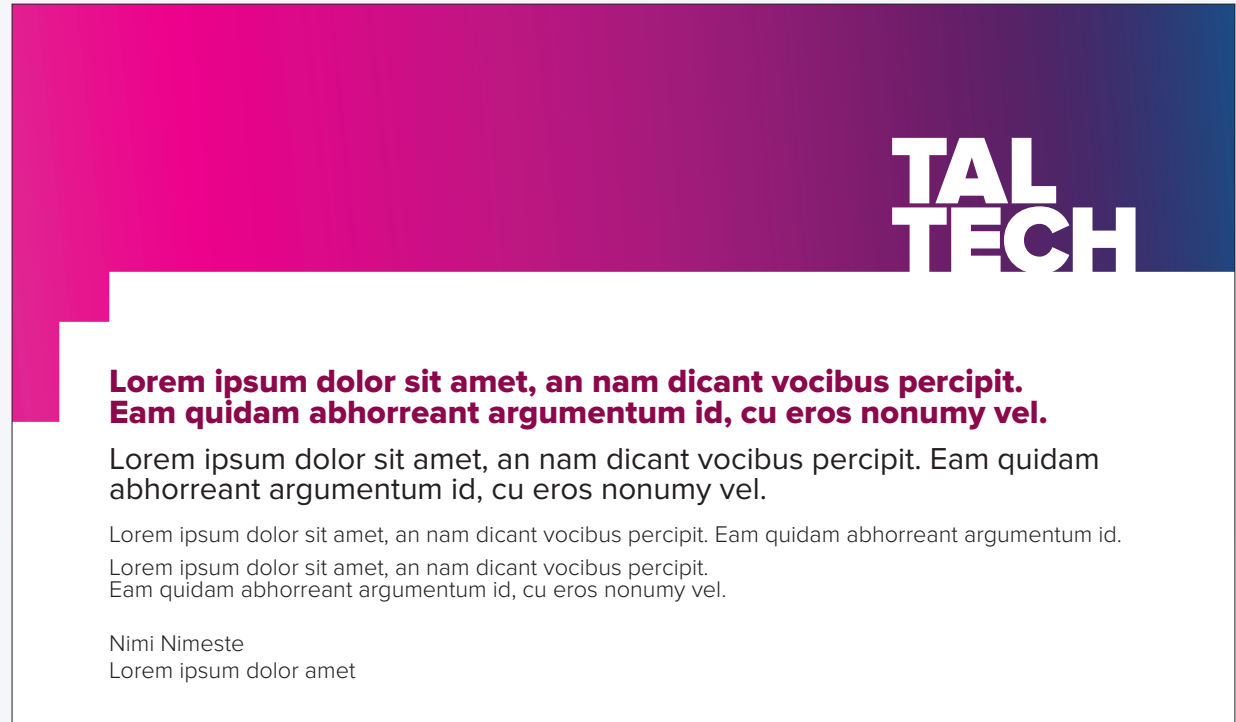 TAL
TECH
Lorem ipsum dolor sit amet, an nam dicant vocibus percipit.
Eam quidam abhorreant argumentum id, cu eros nonumy vel.
Lorem ipsum dolor sit amet, an nam dicant vocibus percipit. Eam quidam
abhorreant argumentum id, cu eros nonumy vel.
Lorem ipsum dolor sit amet, an nam dicant vocibus percipit. Eam quidam abhorreant argumentum id.
Lorem ipsum dolor sit amet, an nam dicant vocibus percipit.
Eam quidam abhorreant argumentum id, cu eros nonumy vel.
Nimi Nimeste
Lorem ipsum dolor amet